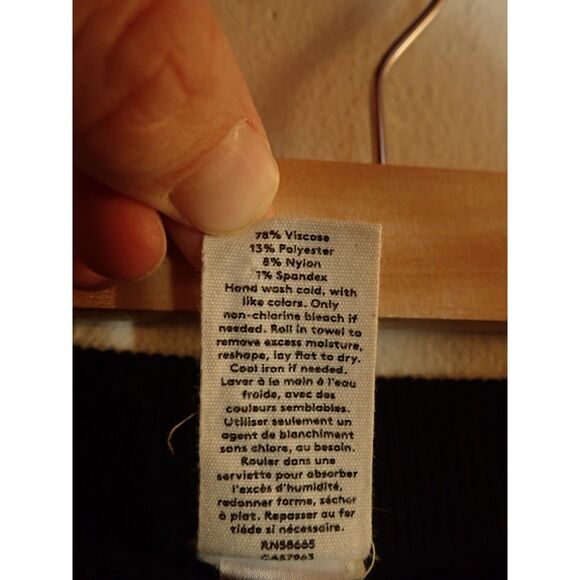 78% Viscose
13% Polyester
8% Nylon
1% Spandex
Hand wash cold, with
like colors. Only
non-chlorine bleach if
needed. Roll in towel to
remove excess moisture,
reshape, lay flat to dry.
Cool iron if needed.
Laver à la main à l'eau
froide, avec des
couleurs semblables.
Utiliser seulement un
agent de blanchiment
sans chlore, au besoin.
Rouler dans une
serviette pour absorber
l'excès d'humidité,
redonner forme, sécher
à plat. Repasser au fer
tiède si nécessaire.
RN58665
CA57963